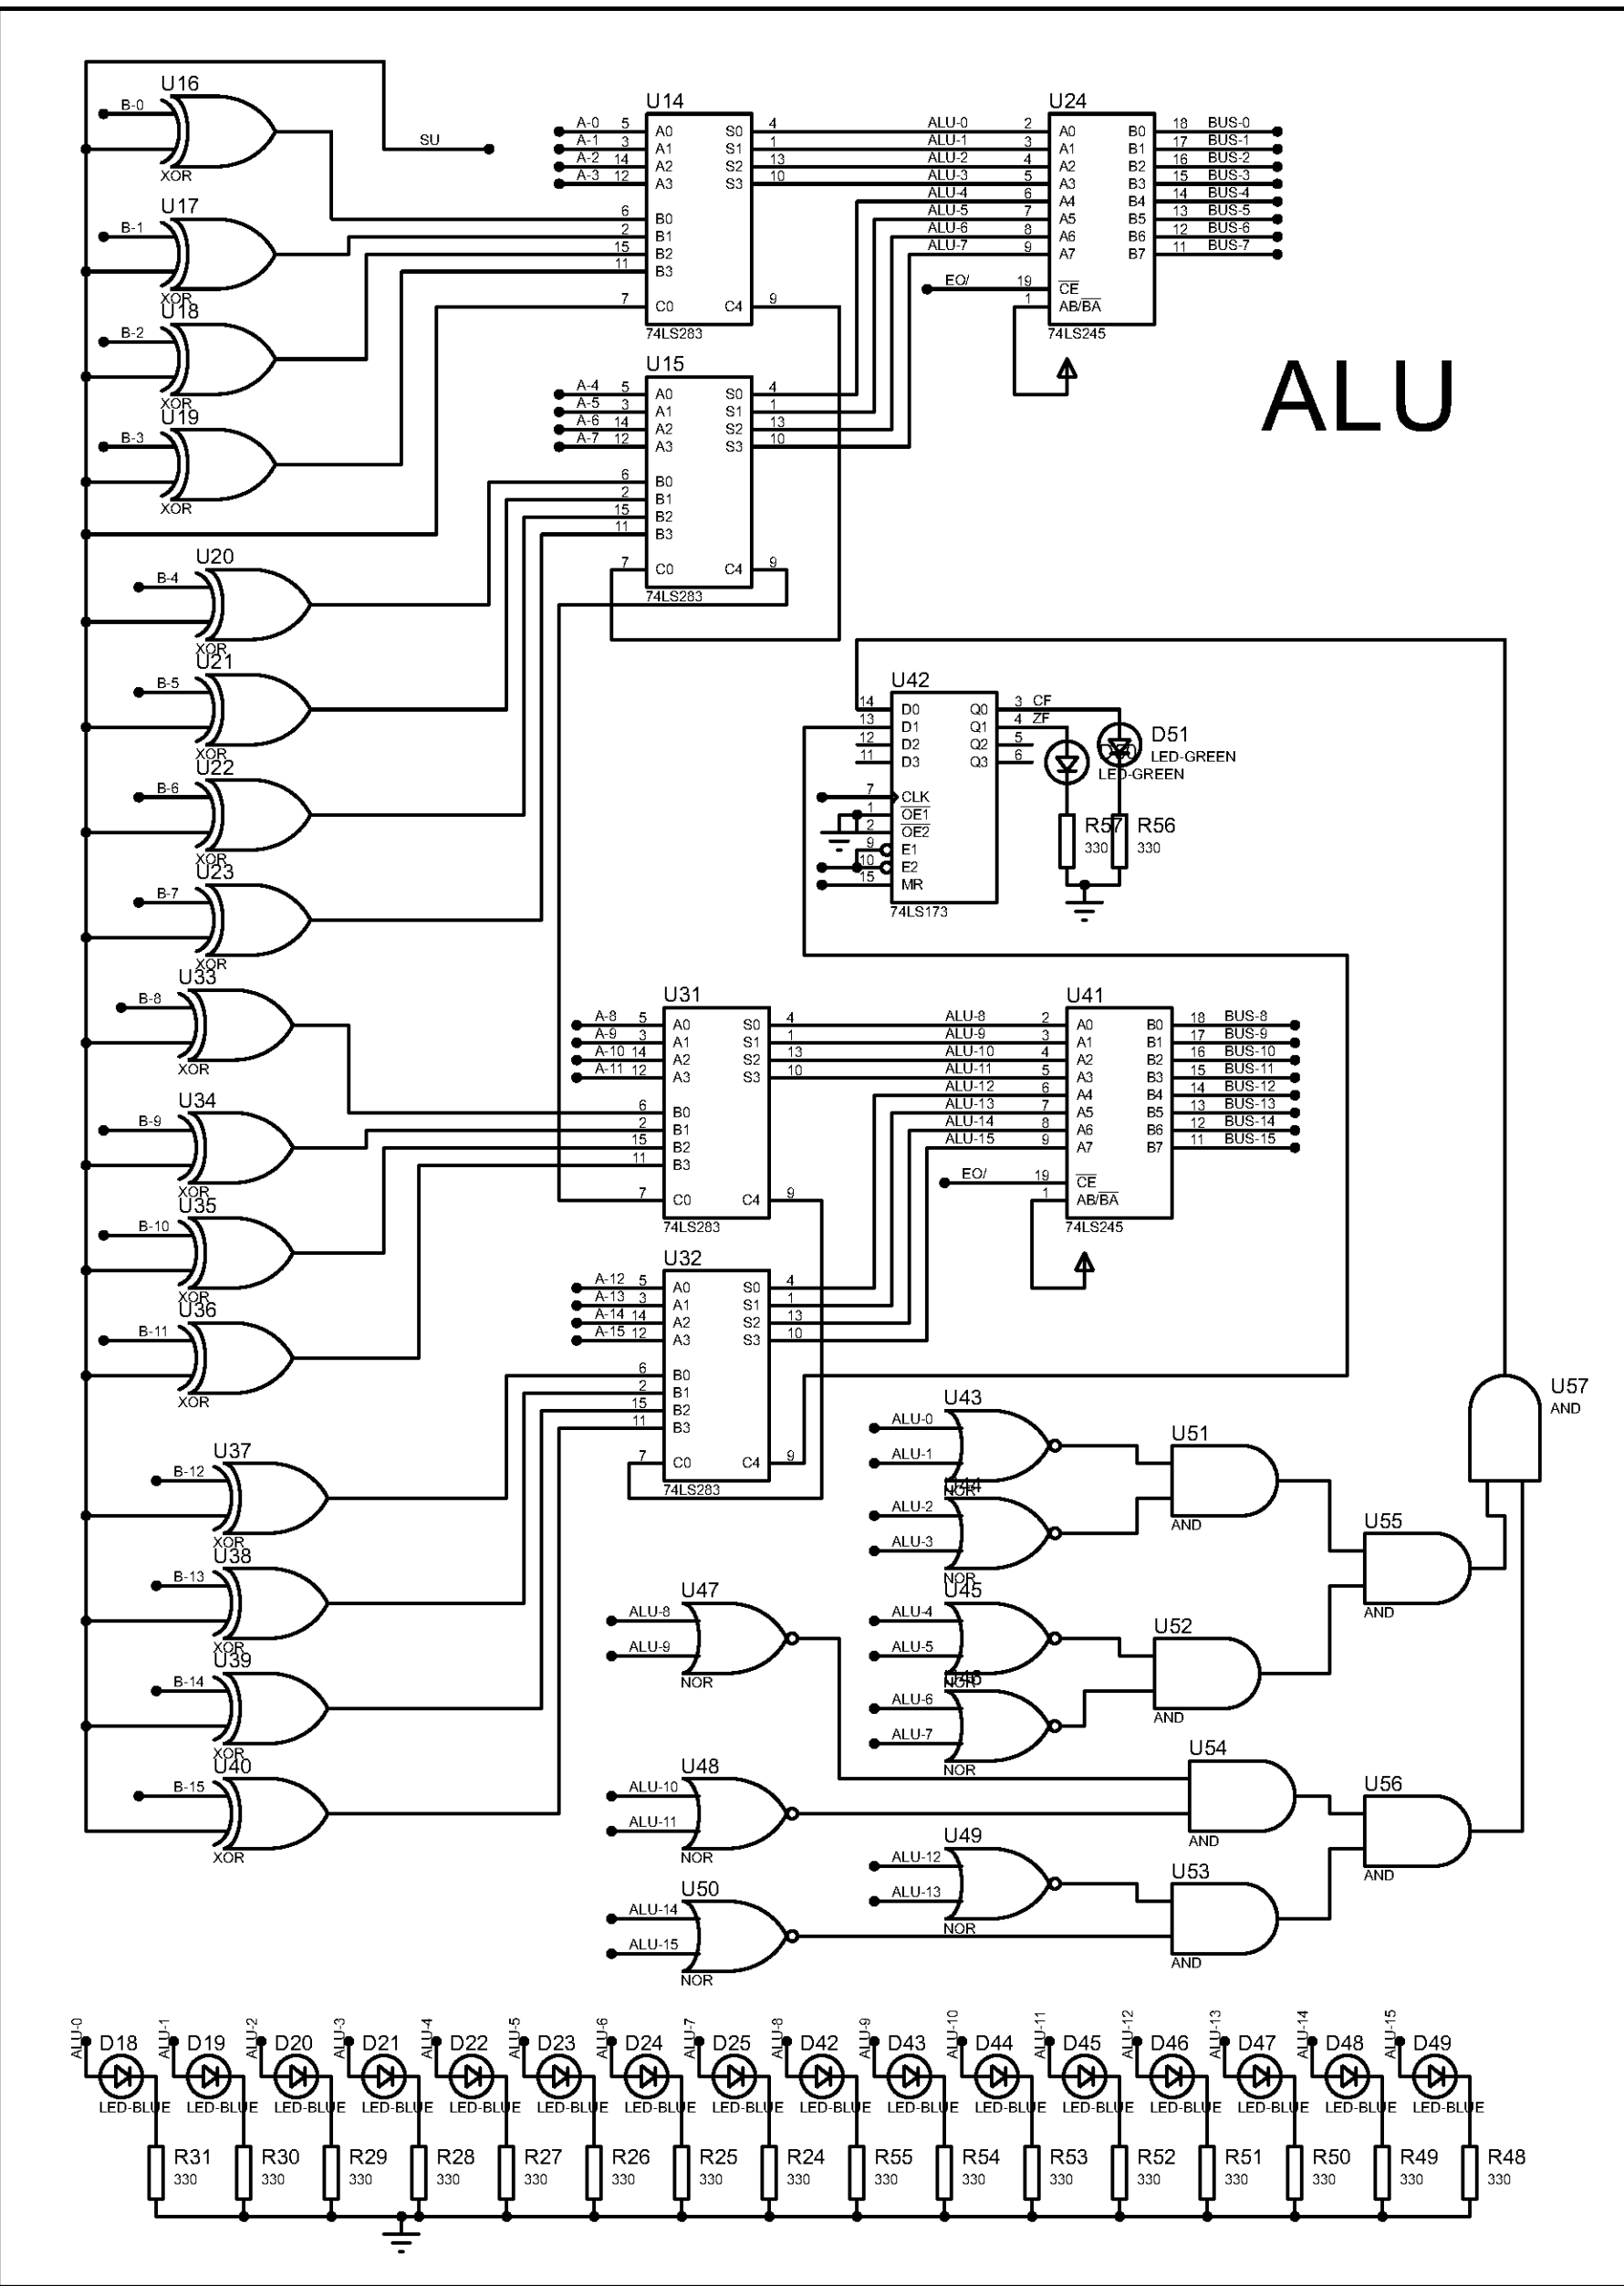 ALU
U16
B-0
XOR
SU
U17
B-1
XOR
U18
B-2
XOR
U19
B-3
XOR
U20
B-4
XOR
U21
B-5
XOR
U22
B-6
XOR
U23
B-7
XOR
U33
B-8
XOR
U34
B-9
XOR
U35
B-10
XOR
U36
B-11
XOR
U37
B-12
XOR
U38
B-13
XOR
U39
B-14
XOR
U40
B-15
XOR
U14
A-0 5 A0 S0 4 ALU-0
A-1 3 A1 S1 1 ALU-1
A-2 14 A2 S2 13 ALU-2
A-3 12 A3 S3 10 ALU-3
6 B0
2 B1
15 B2
11 B3
7 C0 C4 9
74LS283
U24
2 A0 B0 18 BUS-0
3 A1 B1 17 BUS-1
4 A2 B2 16 BUS-2
5 A3 B3 15 BUS-3
ALU-4 6 A4 B4 14 BUS-4
ALU-5 7 A5 B5 13 BUS-5
ALU-6 8 A6 B6 12 BUS-6
ALU-7 9 A7 B7 11 BUS-7
EO/ 19 CE
1 AB/BA
74LS245
U15
A-4 5 A0 S0 4
A-5 3 A1 S1 1
A-6 14 A2 S2 13
A-7 12 A3 S3 10
6 B0
2 B1
15 B2
11 B3
7 C0 C4 9
74LS283
U42
14 D0 Q0 3 CF
13 D1 Q1 4 ZF
12 D2 Q2 5
11 D3 Q3 6
7 CLK
1 OE1
2 OE2
9 E1
10 E2
15 MR
74LS173
D51
LED-GREEN
D50
LED-GREEN
R57
330
R56
330
U31
A-8 5 A0 S0 4 ALU-8
A-9 3 A1 S1 1 ALU-9
A-10 14 A2 S2 13 ALU-10
A-11 12 A3 S3 10 ALU-11
6 B0
2 B1
15 B2
11 B3
7 C0 C4 9
74LS283
U41
2 A0 B0 18 BUS-8
3 A1 B1 17 BUS-9
4 A2 B2 16 BUS-10
5 A3 B3 15 BUS-11
ALU-12 6 A4 B4 14 BUS-12
ALU-13 7 A5 B5 13 BUS-13
ALU-14 8 A6 B6 12 BUS-14
ALU-15 9 A7 B7 11 BUS-15
EO/ 19 CE
1 AB/BA
74LS245
U32
A-12 5 A0 S0 4
A-13 3 A1 S1 1
A-14 14 A2 S2 13
A-15 12 A3 S3 10
6 B0
2 B1
15 B2
11 B3
7 C0 C4 9
74LS283
U43
ALU-0
ALU-1
NOR
U44
ALU-2
ALU-3
NOR
U45
ALU-4
ALU-5
NOR
U46
ALU-6
ALU-7
NOR
U47
ALU-8
ALU-9
NOR
U48
ALU-10
ALU-11
NOR
U49
ALU-12
ALU-13
NOR
U50
ALU-14
ALU-15
NOR
U51
AND
U52
AND
U53
AND
U54
AND
U55
AND
U56
AND
U57
AND
ALU-0 ALU-1 ALU-2 ALU-3 ALU-4 ALU-5 ALU-6 ALU-7 ALU-8 ALU-9 ALU-10 ALU-11 ALU-12 ALU-13 ALU-14 ALU-15
D18 D19 D20 D21 D22 D23 D24 D25 D42 D43 D44 D45 D46 D47 D48 D49
LED-BLUE LED-BLUE LED-BLUE LED-BLUE LED-BLUE LED-BLUE LED-BLUE LED-BLUE LED-BLUE LED-BLUE LED-BLUE LED-BLUE LED-BLUE LED-BLUE LED-BLUE LED-BLUE
R31 R30 R29 R28 R27 R26 R25 R24 R55 R54 R53 R52 R51 R50 R49 R48
330 330 330 330 330 330 330 330 330 330 330 330 330 330 330 330